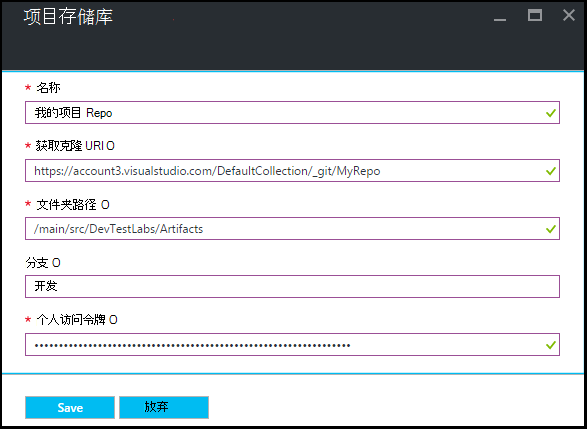 项目存储库
* 名称
我的项目 Repo
* 获取克隆 URI O
https://account3.visualstudio.com/DefaultCollection/_git/MyRepo
* 文件夹路径 O
/main/src/DevTestLabs/Artifacts
分支 O
开发
* 个人访问令牌 O
Save 放弃